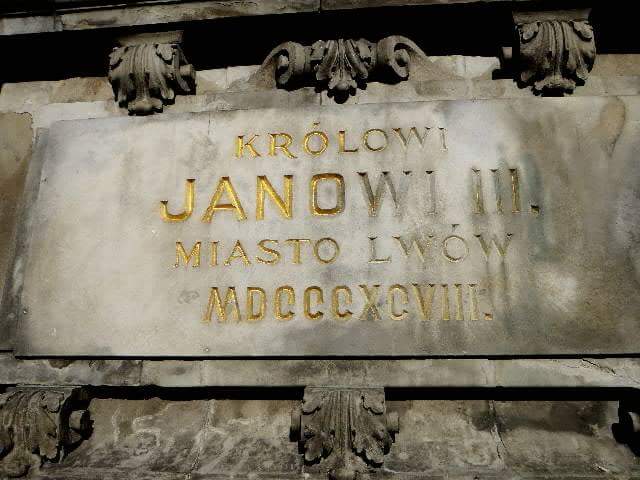 KRÓLOWI
JANOWI III.
MIASTO LWÓW
MDCCCXCVIII.